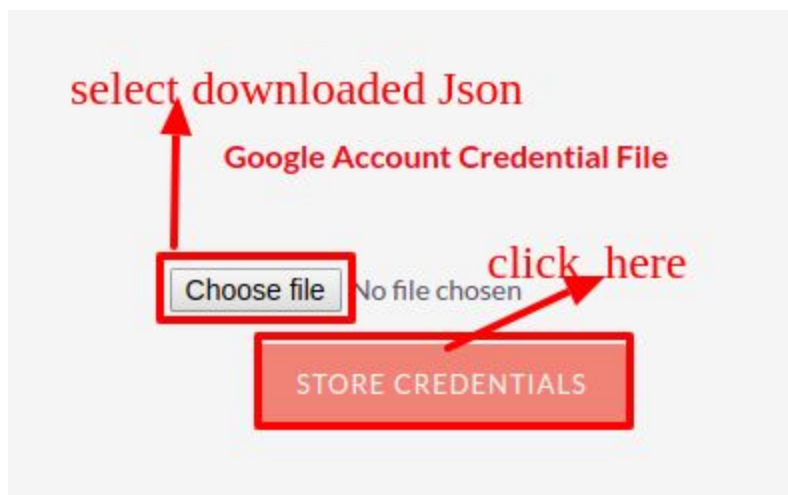 select downloaded Json
Google Account Credential File
click here
Choose file No file chosen
STORE CREDENTIALS